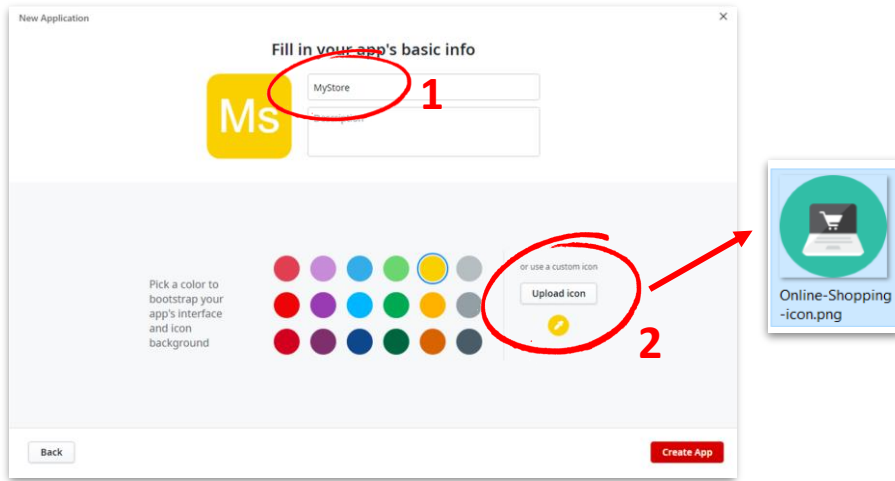 New Application
×
Fill in your app's basic info
Ms
MyStore
1
Description
Pick a color to
bootstrap your
app's interface
and icon
background
or use a custom icon
Upload icon
2
Online-Shopping
-icon.png
Back
Create App